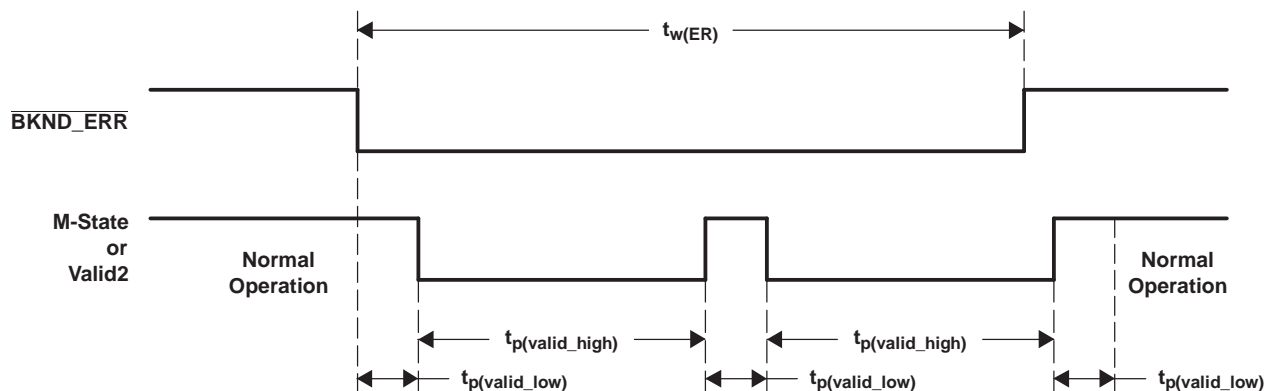 tw(ER)
BKND_ERR
M-State
or
Valid2
Normal
Operation
Normal
Operation
tp(valid_high)
tp(valid_high)
tp(valid_low)
tp(valid_low)
tp(valid_low)